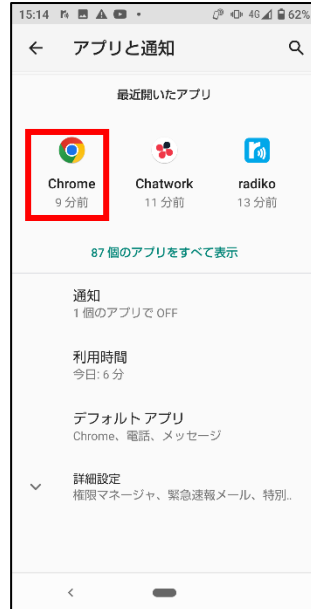 15:14 4G 62%
アプリと通知
最近開いたアプリ
Chrome Chatwork radiko
9 分前 11 分前 13 分前
87 個のアプリをすべて表示
通知
1 個のアプリで OFF
利用時間
今日: 6 分
デフォルト アプリ
Chrome、電話、メッセージ
詳細設定
権限マネージャ、緊急速報メール、特別..